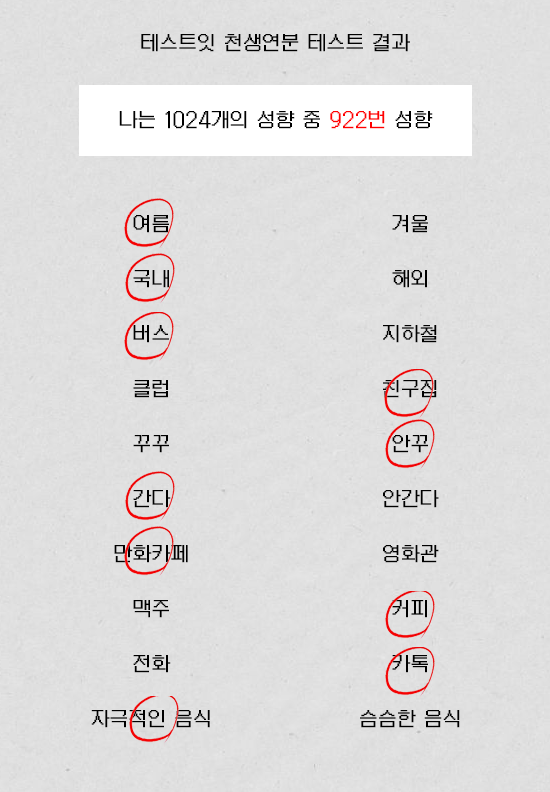 테스트잇 천생연분 테스트 결과
나는 1024개의 성향 중 922번 성향
여름 겨울
국내 해외
버스 지하철
클럽 친구집
꾸꾸 안꾸
간다 안간다
만화카페 영화관
맥주 커피
전화 카톡
자극적인 음식 슴슴한 음식